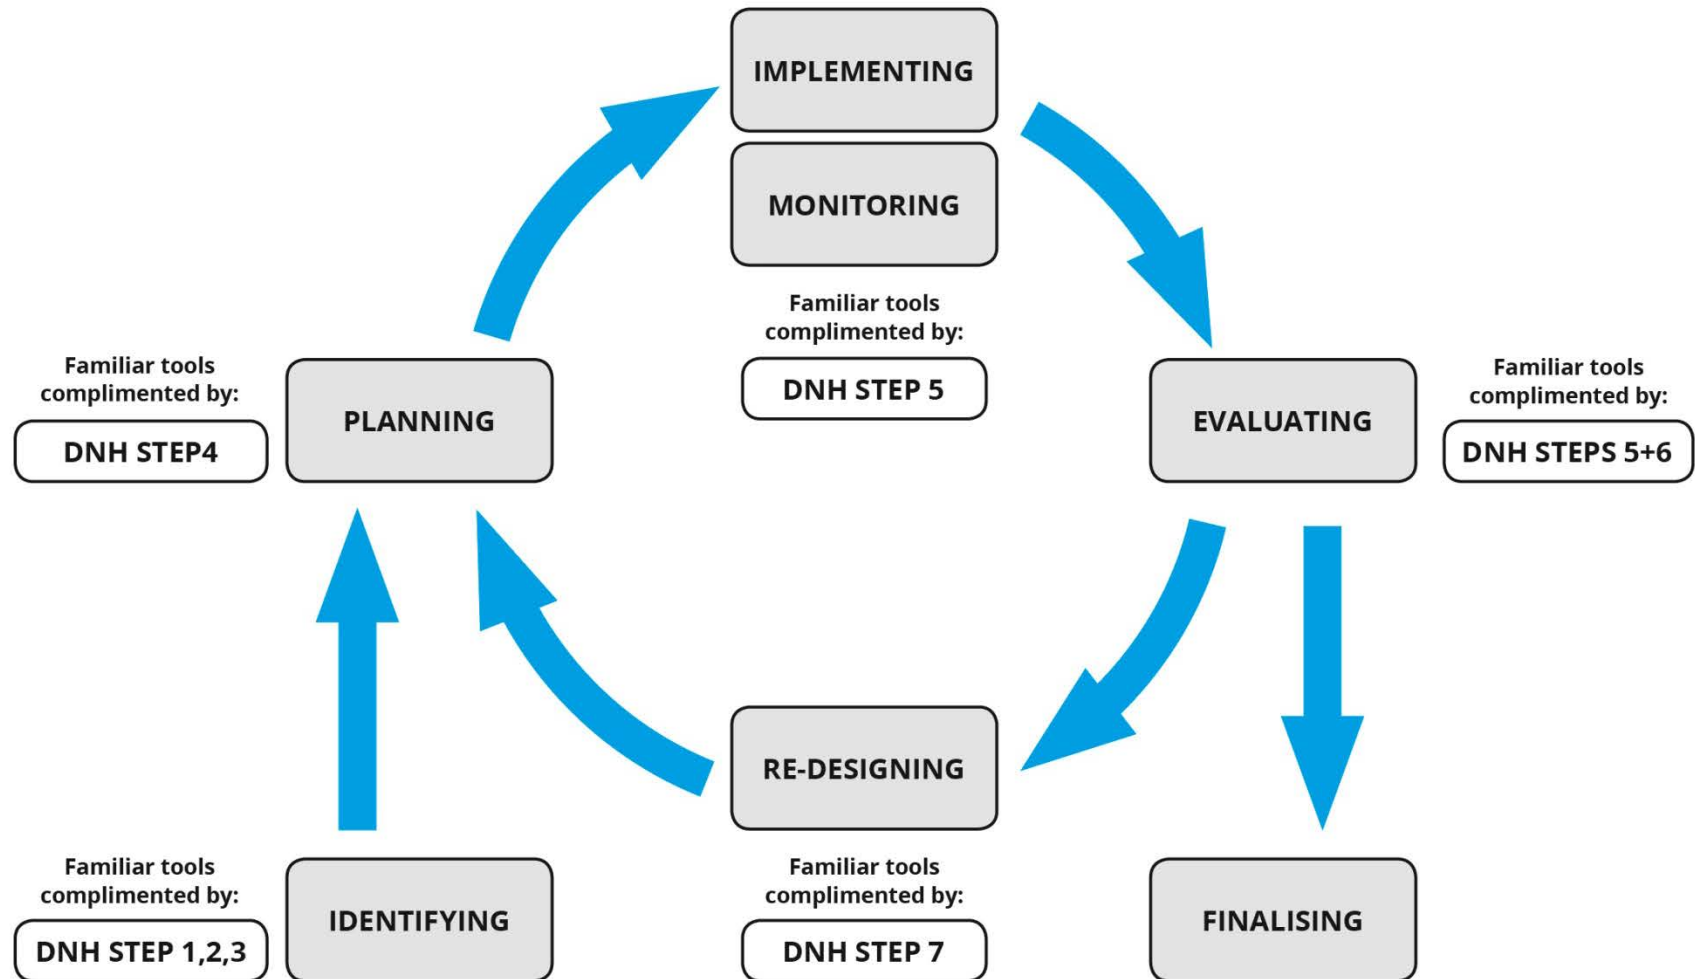 IMPLEMENTING
MONITORING
Familiar tools
complimented by:
DNH STEP 5
Familiar tools
complimented by:
DNH STEP4
PLANNING
EVALUATING
Familiar tools
complimented by:
DNH STEPS 5+6
RE-DESIGNING
Familiar tools
complimented by:
DNH STEP 1,2,3
IDENTIFYING
Familiar tools
complimented by:
DNH STEP 7
FINALISING